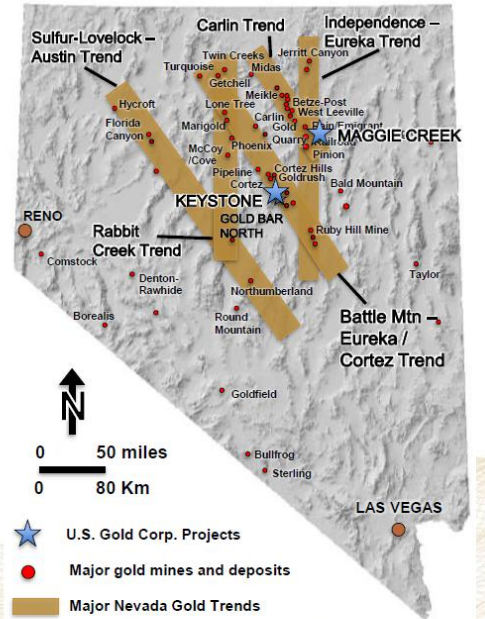 Sulfur-Lovelock –
Austin Trend
Carlin Trend
Independence –
Eureka Trend
Twin Creeks
Turquoise
Getchell
Midas
Jerritt Canyon
Hycroft
Meikle
Betze-Post
Lone Tree
Carlin
West Leeville
Florida
Canyon
Marigold
Gold
Quarry
Rain/Emigrant
MAGGIE CREEK
McCoy
/Cove
Phoenix
Railroad
Pinion
Pipeline
Cortez Hills
Cortez
Goldrush
Bald Mountain
KEYSTONE
RENO
GOLD BAR
NORTH
Ruby Hill Mine
Rabbit
Creek Trend
Comstock
Denton-
Rawhide
Taylor
Northumberland
Borealis
Round
Mountain
Battle Mtn –
Eureka /
Cortez Trend
N
Goldfield
0 50 miles
0 80 Km
Bullfrog
Sterling
LAS VEGAS
U.S. Gold Corp. Projects
Major gold mines and deposits
Major Nevada Gold Trends